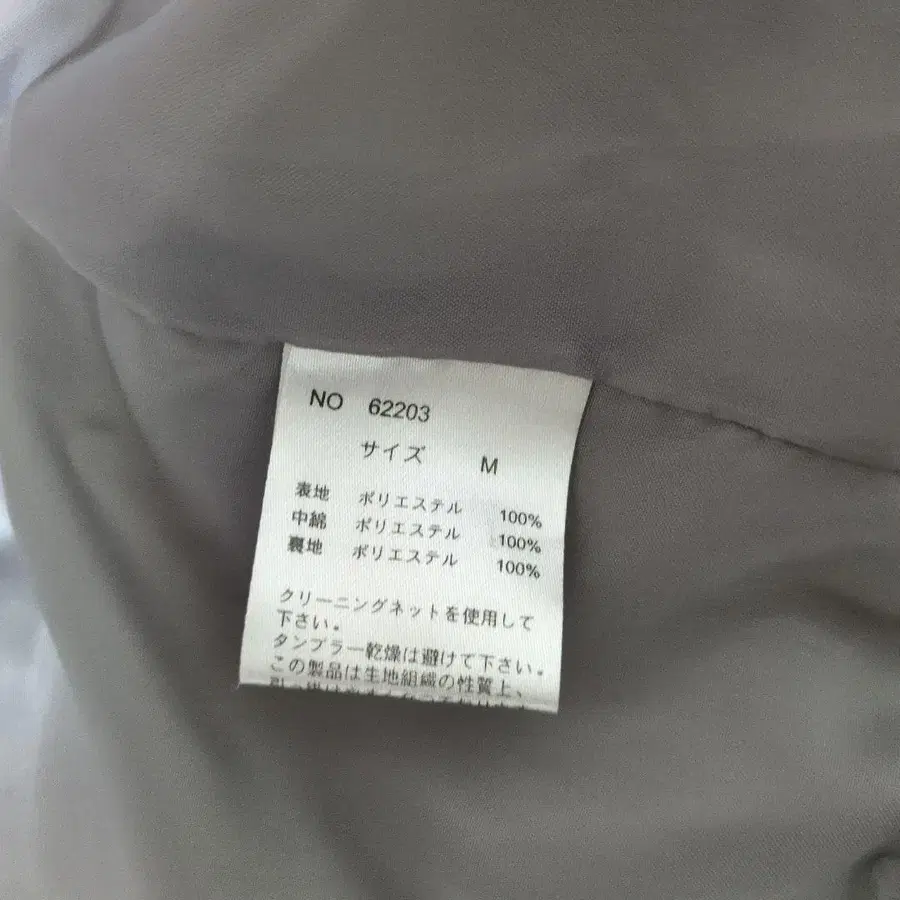 NO 62203
サイズ M
表地 ポリエステル 100%
中綿 ポリエステル 100%
裏地 ポリエステル 100%
クリーニングネットを使用して
下さい。
タンブラー乾燥は避けて下さい。
この製品は生地組織の性質上、